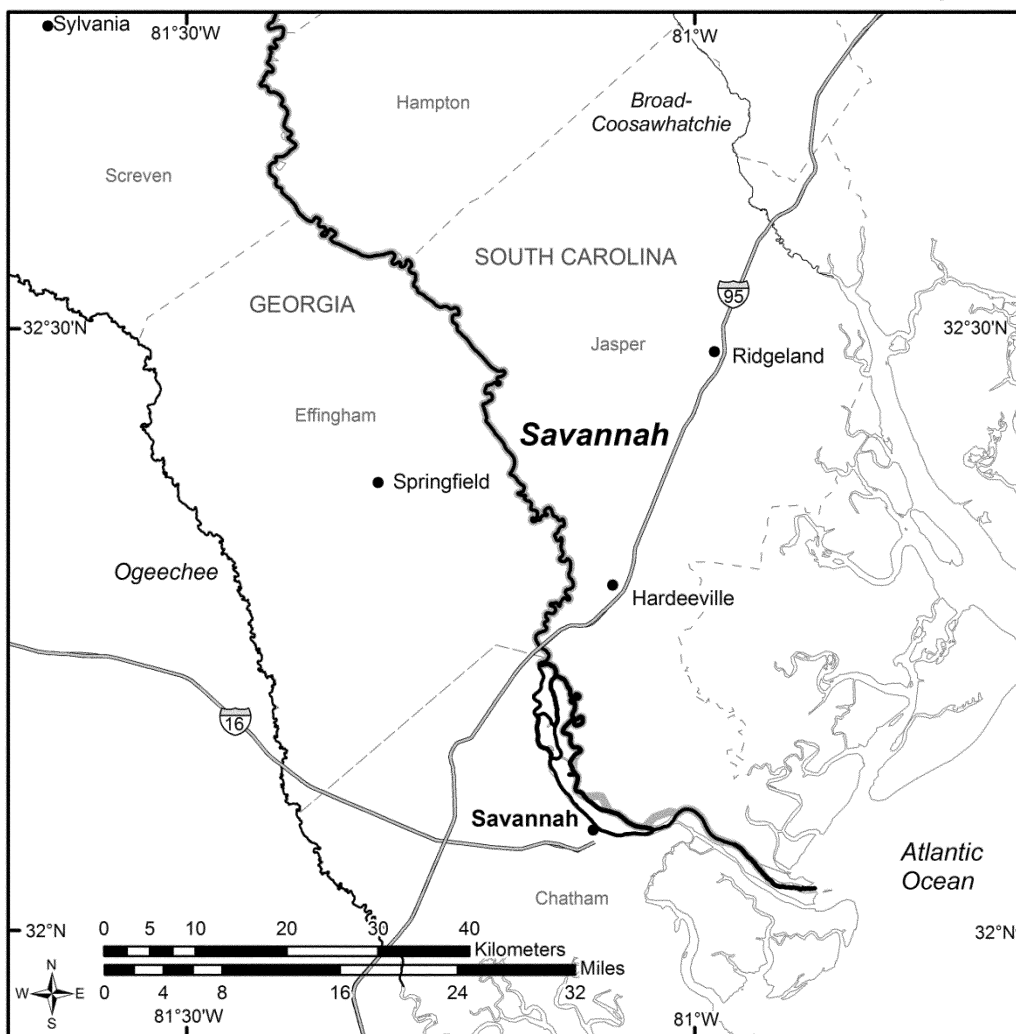 Sylvania
81°30'W
81°W
Hampton
Broad-
Coosawhatchie
Screven
SOUTH CAROLINA
GEORGIA
95
32°30'N
32°30'N
Jasper
Ridgeland
Effingham
Savannah
Springfield
Ogeechee
Hardeeville
16
Savannah
Atlantic
Ocean
Chatham
32°N
32°N
0 5 10 20 30 40
Kilometers
Miles
0 4 8 16 24 32
N
W E
S
81°30'W
81°W